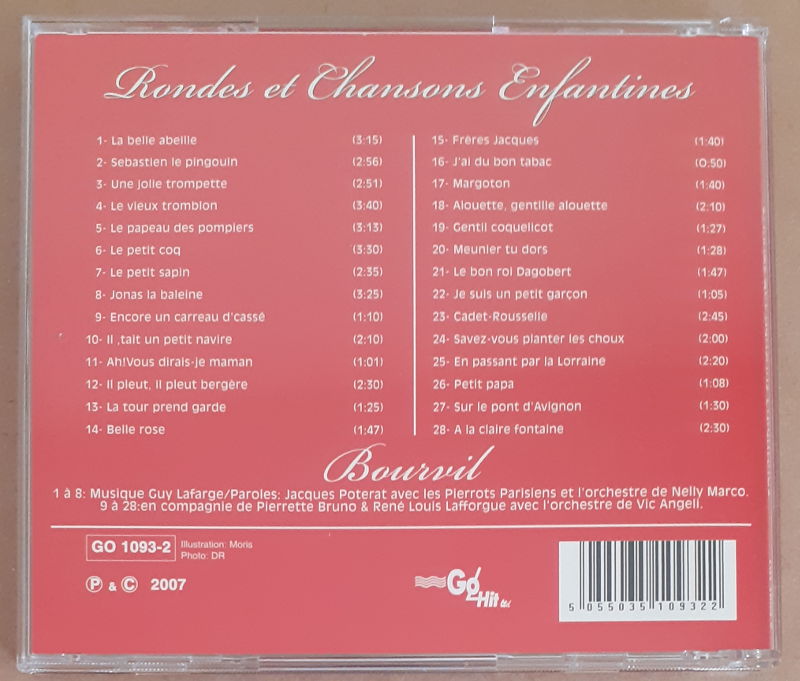 Rondes et Chansons Enfantines
1- La belle abeille (3:15)
2- Sebastien le pingouin (2:56)
3- Une jolie trompette (2:51)
4- Le vieux trombion (3:40)
5- Le papeau des pompiers (3:13)
6- Le petit coq (3:30)
7- Le petit sapin (2:35)
8- Jonas la baleine (3:25)
9- Encore un carreau d'cassé (1:10)
10- Il ,tait un petit navire (2:10)
11- Ah!Vous dirais-je maman (1:01)
12- Il pleut, il pleut bergère (2:30)
13- La tour prend garde (1:25)
14- Belle rose (1:47)
15- Frères Jacques (1:40)
16- J'ai du bon tabac (0:50)
17- Margoton (1:40)
18- Alouette, gentille alouette (2:10)
19- Gentil coquelicot (1:27)
20- Meunier tu dors (1:28)
21- Le bon roi Dagobert (1:47)
22- Je suis un petit garçon (1:05)
23- Cadet-Rousselle (2:45)
24- Savez-vous planter les choux (2:00)
25- En passant par la Lorraine (2:20)
26- Petit papa (1:08)
27- Sur le pont d'Avignon (1:30)
28- A la claire fontaine (2:30)
Bourvil
1 à 8: Musique Guy Lafarge/Paroles: Jacques Poterat avec les Pierrots Parisiens et l'orchestre de Nelly Marco.
9 à 28:en compagnie de Pierrette Bruno & René Louis Lafforgue avec l'orchestre de Vic Angeli.
GO 1093-2
Illustration: Moris
Photo: DR
Ⓟ & © 2007
Go Hit Ltd
5 055035 109322